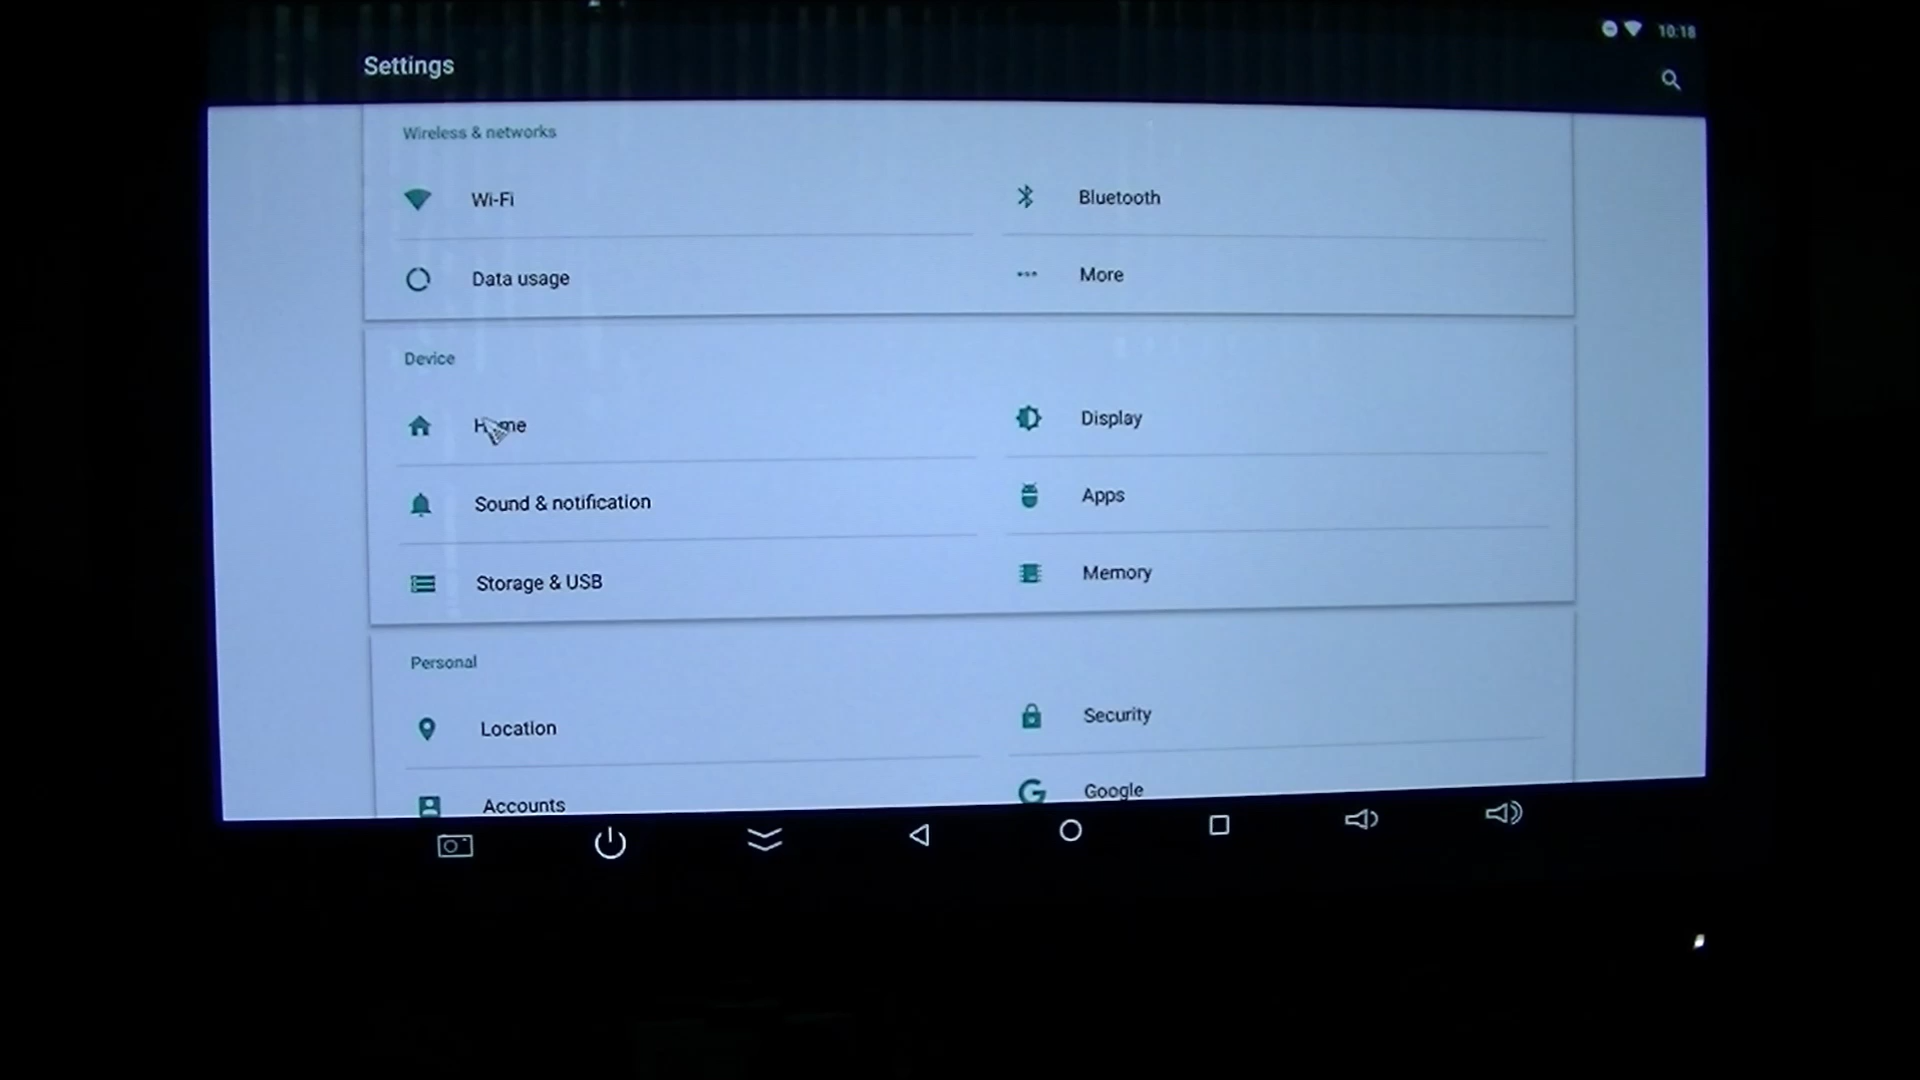 10:18
Settings
Wireless & networks
Wi-Fi
Bluetooth
Data usage
More
Device
Home
Display
Sound & notification
Apps
Storage & USB
Memory
Personal
Location
Security
Accounts
Google